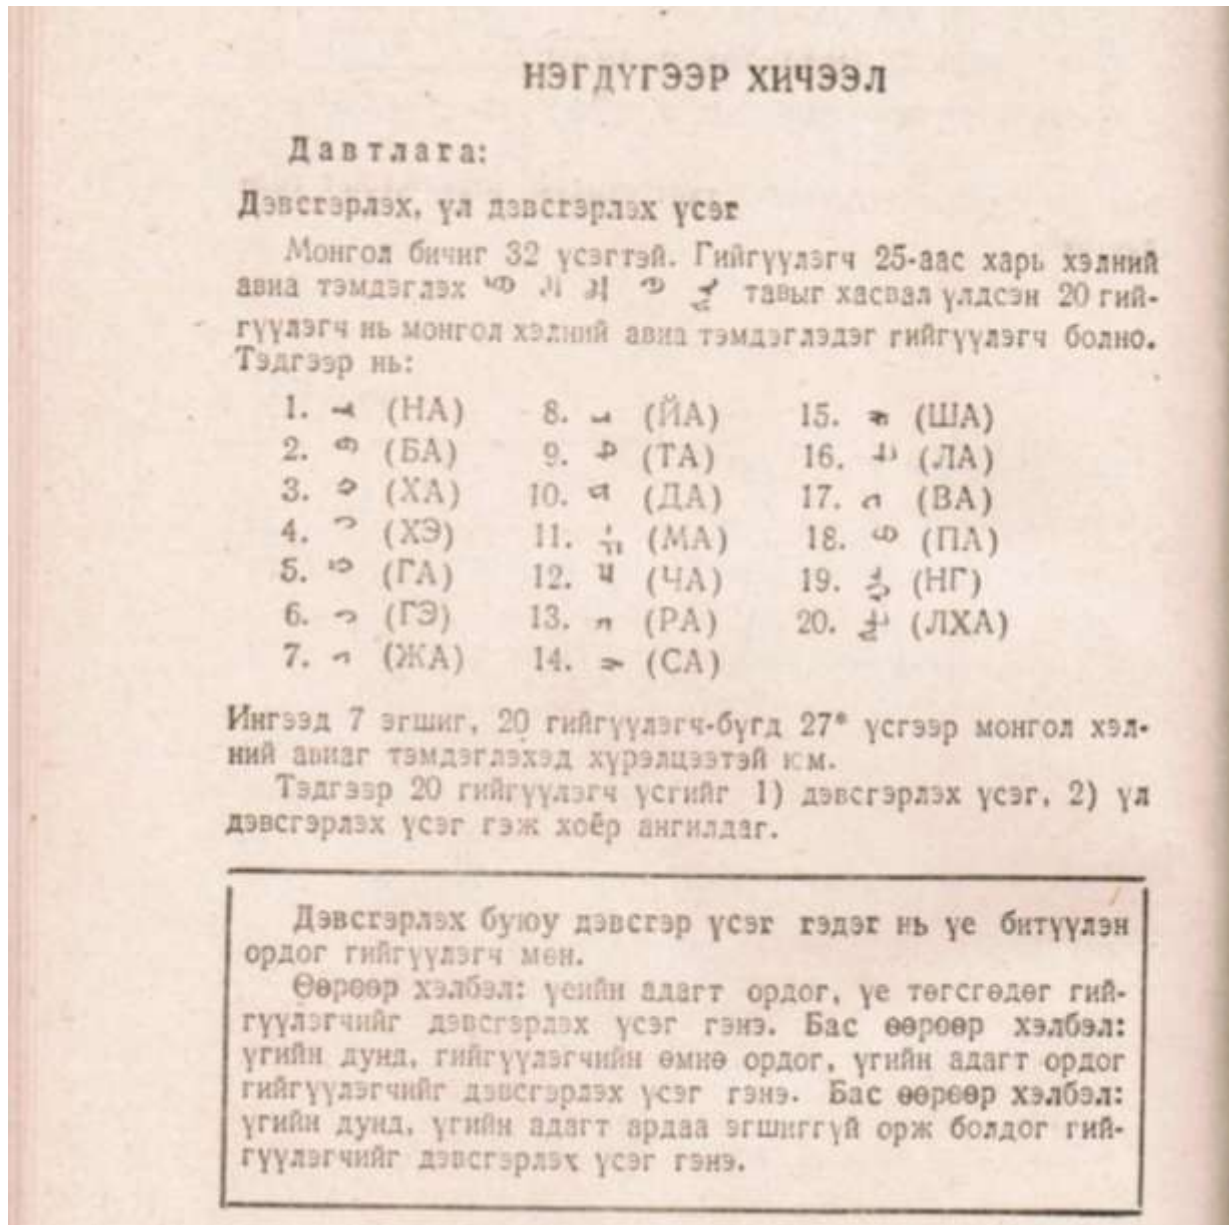 НЭГДҮГЭЭР ХИЧЭЭЛ
Давтлага:
Дэвсгэрлэх, үл дэвсгэрлэх үсэг
Монгол бичиг 32 үсэгтэй. Гийгүүлэгч 25-аас харь хэлний
авиа тэмдэглэх тавыг хасвал үлдсэн 20 гий-
гүүлэгч нь монгол хэлний авиа тэмдэглэдэг гийгүүлэгч болно.
Тэдгээр нь:
1. (НА) 8. (ЙА) 15. (ША)
2. (БА) 9. (ТА) 16. (ЛА)
3. (ХА) 10. (ДА) 17. (ВА)
4. (ХЭ) 11. (МА) 18. (ПА)
5. (ГА) 12. (ЧА) 19. (НГ)
6. (ГЭ) 13. (РА) 20. (ЛХА)
7. (ЖА) 14. (СА)
Ингээд 7 эгшиг, 20 гийгүүлэгч-бүгд 27* үсгээр монгол хэл-
ний авиаг тэмдэглэхэд хүрэлцээтэй юм.
Тэдгээр 20 гийгүүлэгч үсгийг 1) дэвсгэрлэх үсэг, 2) үл
дэвсгэрлэх үсэг гэж хоёр ангилдаг.
Дэвсгэрлэх буюу дэвсгэр үсэг гэдэг нь үе битүүлэн
ордог гийгүүлэгч мөн.
Өөрөөр хэлбэл: үеийн адагт ордог, үе төгсгөдөг гий-
гүүлэгчийг дэвсгэрлэх үсэг гэнэ. Бас өөрөөр хэлбэл:
үгийн дунд, гийгүүлэгчийн өмнө ордог, үгийн адагт ордог
гийгүүлэгчийг дэвсгэрлэх үсэг гэнэ. Бас өөрөөр хэлбэл:
үгийн дунд, үгийн адагт ардаа эгшиггүй орж болдог гий-
гүүлэгчийг дэвсгэрлэх үсэг гэнэ.